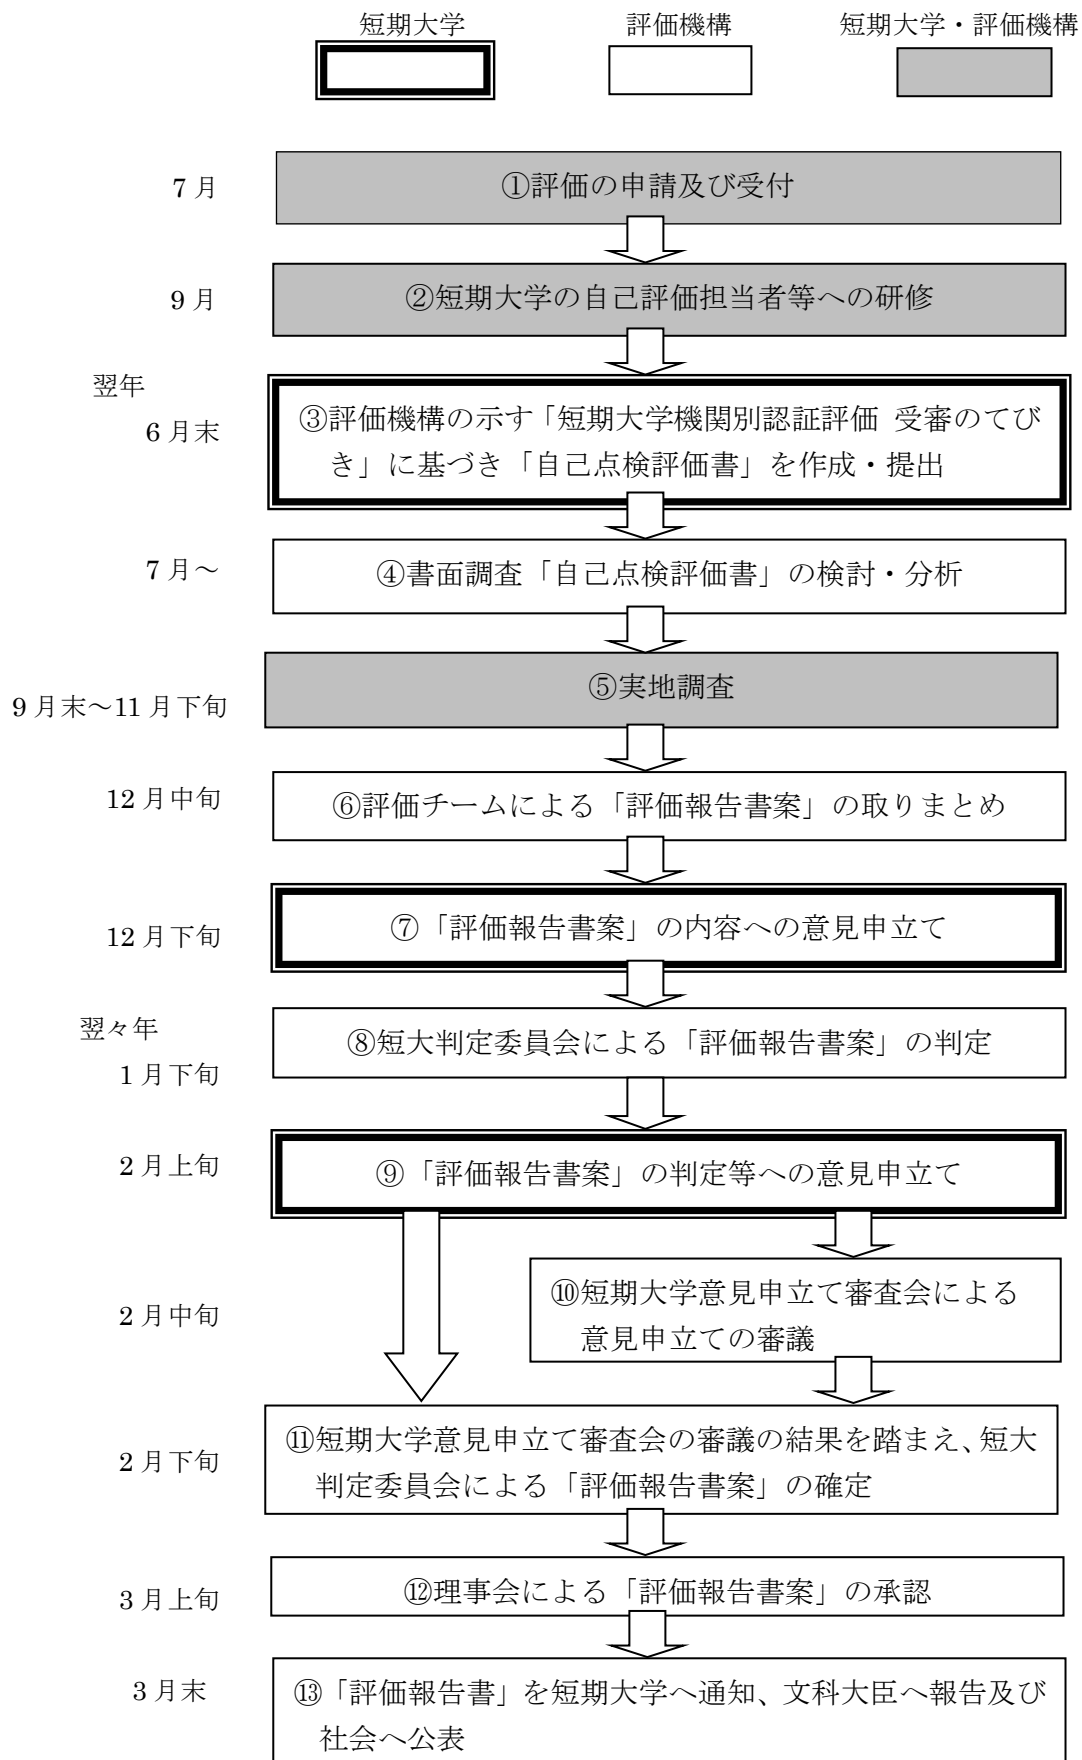 短期大学
評価機構
短期大学・評価機構
7月
①評価の申請及び受付
9月
②短期大学の自己評価担当者等への研修
翌年
6月末
③評価機構の示す「短期大学機関別認証評価 受審のてび
き」に基づき「自己点検評価書」を作成・提出
7月～
④書面調査「自己点検評価書」の検討・分析
9月末～11月下旬
⑤実地調査
12月中旬
⑥評価チームによる「評価報告書案」の取りまとめ
12月下旬
⑦「評価報告書案」の内容への意見申立て
翌々年
1月下旬
⑧短大判定委員会による「評価報告書案」の判定
2月上旬
⑨「評価報告書案」の判定等への意見申立て
2月中旬
⑩短期大学意見申立て審査会による
意見申立ての審議
2月下旬
⑪短期大学意見申立て審査会の審議の結果を踏まえ、短大
判定委員会による「評価報告書案」の確定
3月上旬
⑫理事会による「評価報告書案」の承認
3月末
⑬「評価報告書」を短期大学へ通知、文科大臣へ報告及び
社会へ公表